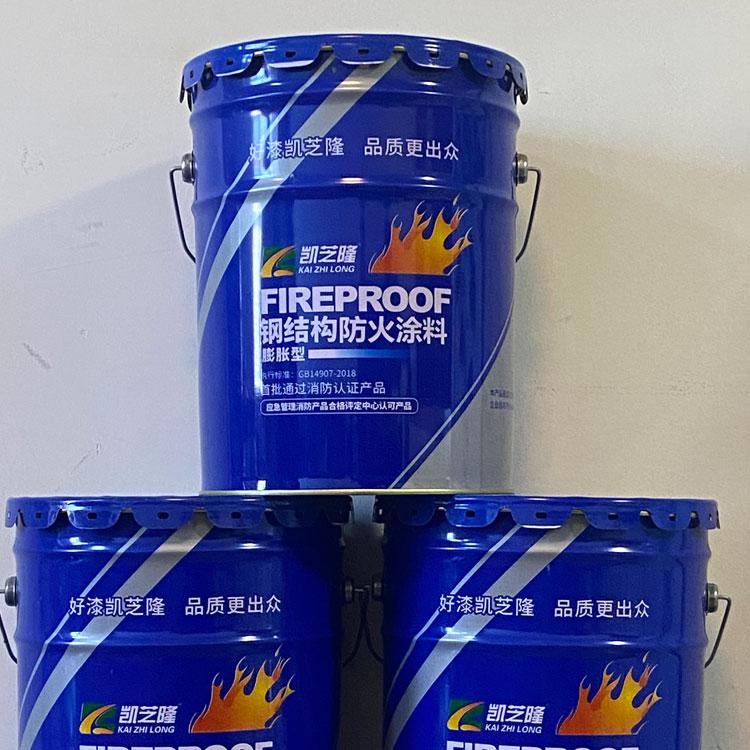 好漆凯芝隆 品质更出众
凯芝隆
KAI ZHI LONG
FIREPROOF
钢结构防火涂料
膨胀型
执行标准：GB14907-2018
首批通过消防认证产品
应急管理消防产品合格评定中心认可产品
好漆凯芝隆 品质更出众
凯芝隆
KAI ZHI LONG
FIREPROOF
好漆凯芝隆 品质更出众
凯芝隆
KAI ZHI LONG
FIREPROOF